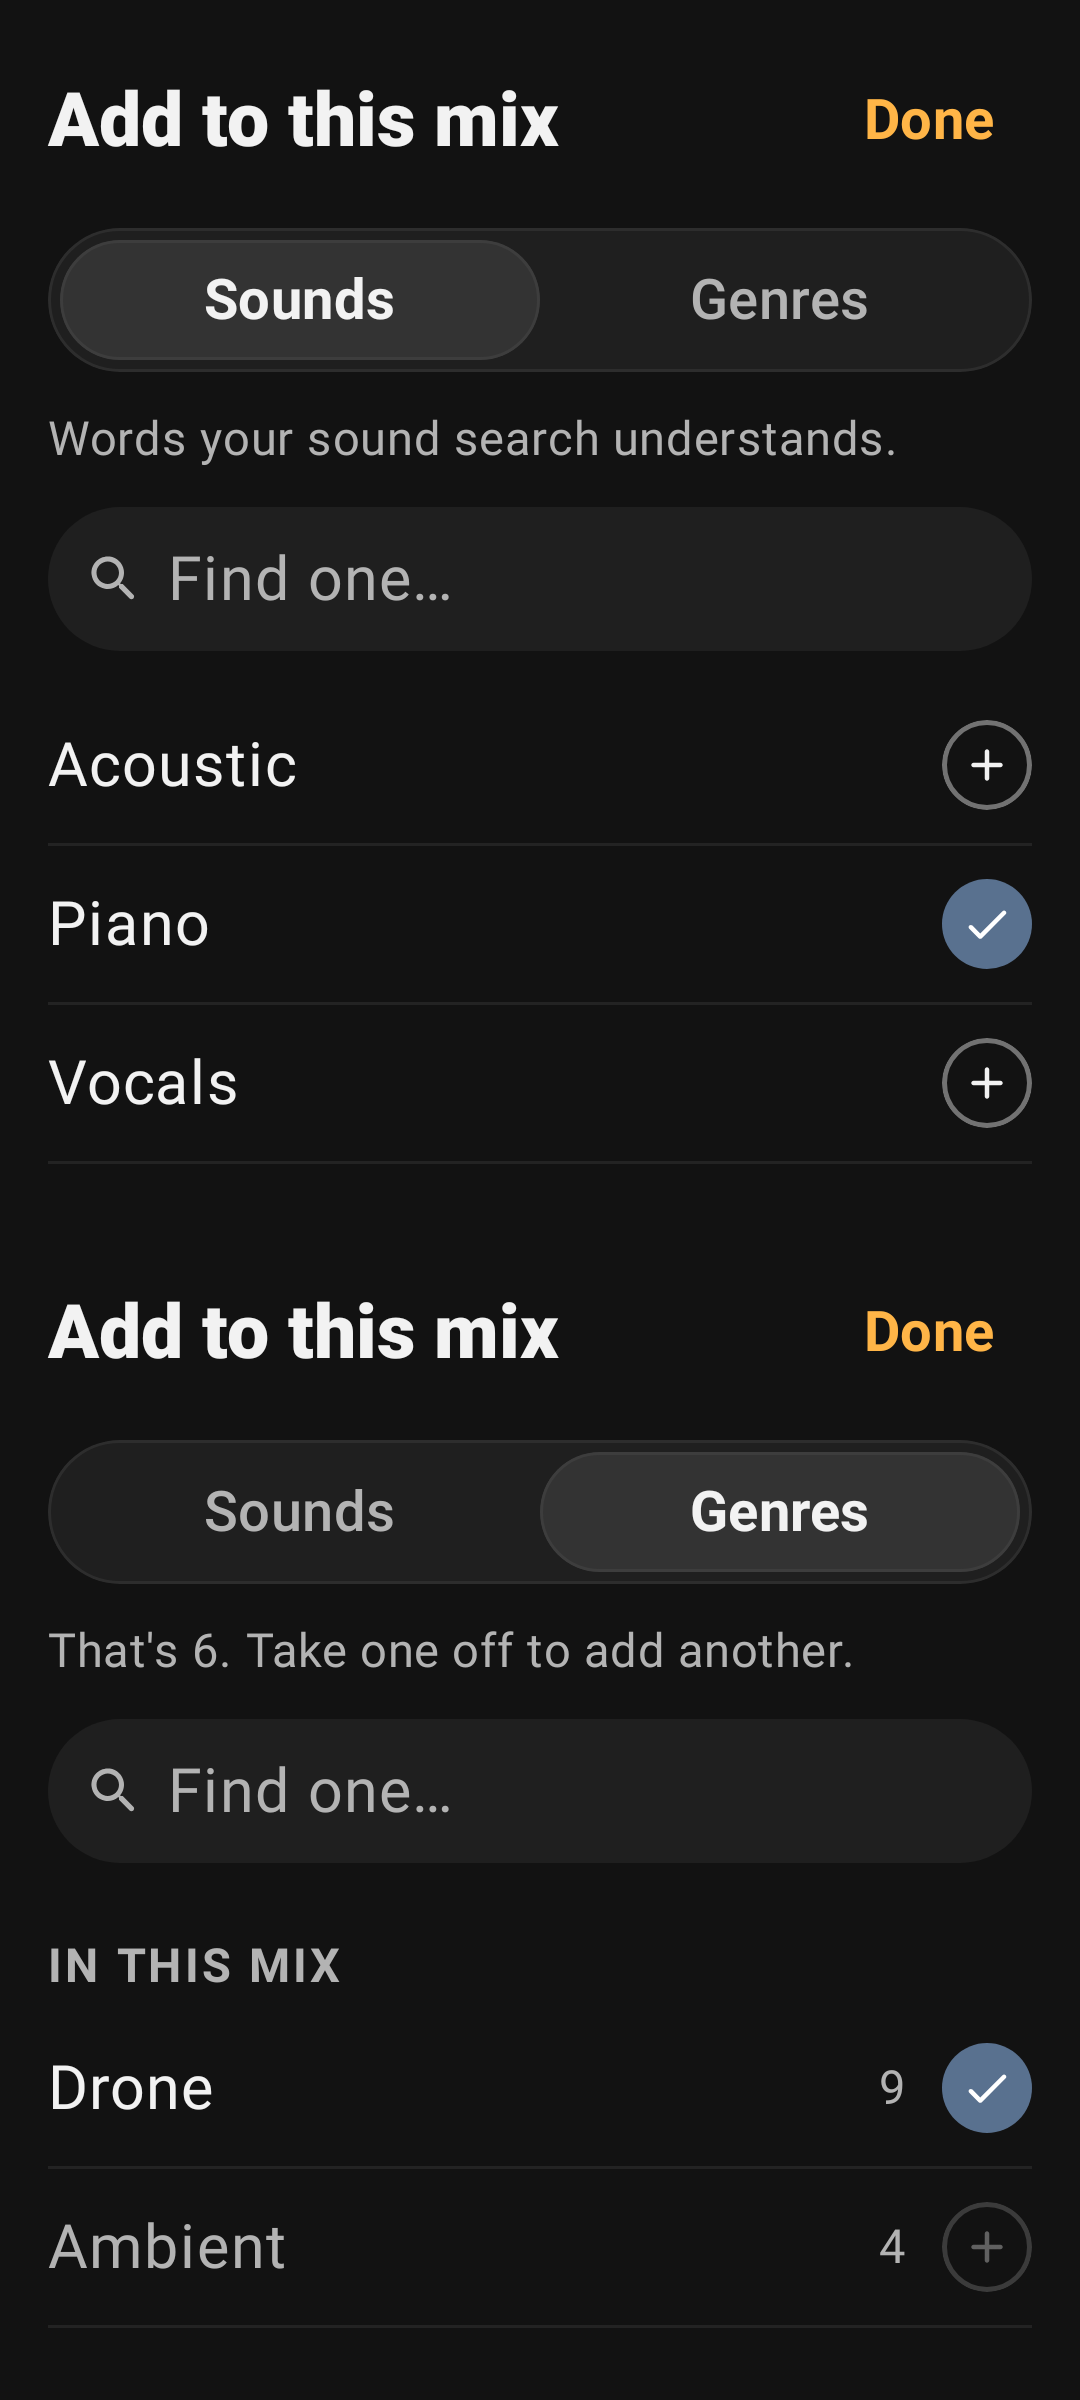 Add to this mix
Done
Sounds
Genres
Words your sound search understands.
Find one…
Acoustic
Piano
Vocals
Add to this mix
Done
Sounds
Genres
That's 6. Take one off to add another.
Find one…
IN THIS MIX
Drone
9
Ambient
4